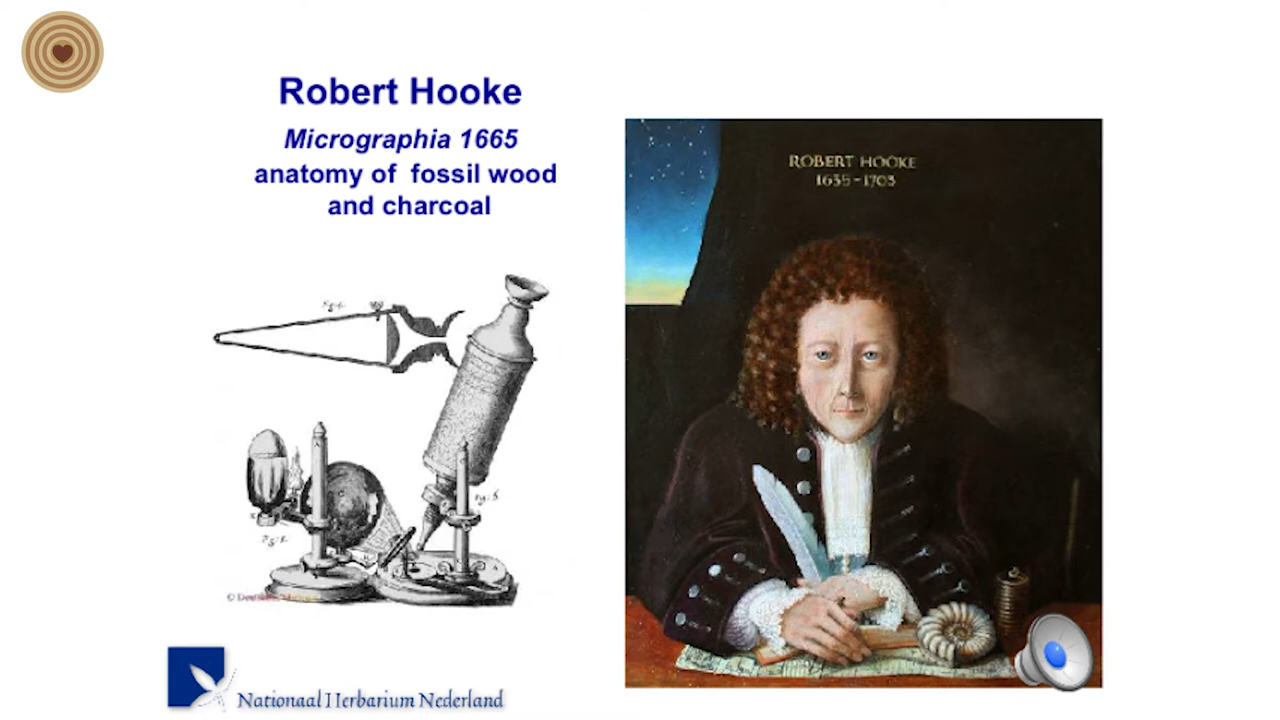 Robert Hooke
Micrographia 1665
anatomy of fossil wood
and charcoal
ROBERT HOOKE
1635-1703
Nationaal Herbarium Nederland